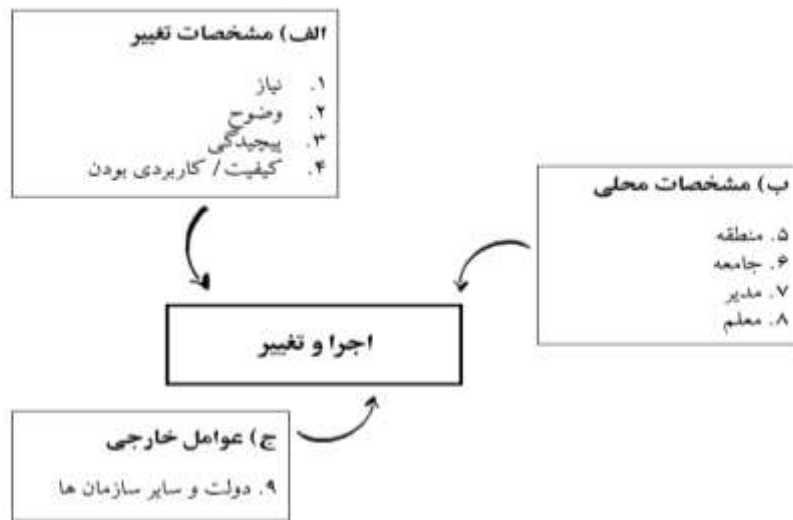 الف) مشخصات تغییر
۱. نیاز
۲. وضوح
۳. پیچیدگی
۴. کیفیت/ کاربردی بودن
ب) مشخصات محلی
۵. منطقه
۶. جامعه
۷. مدیر
۸. معلم
اجرا و تغییر
ج) عوامل خارجی
۹. دولت و سایر سازمان ها